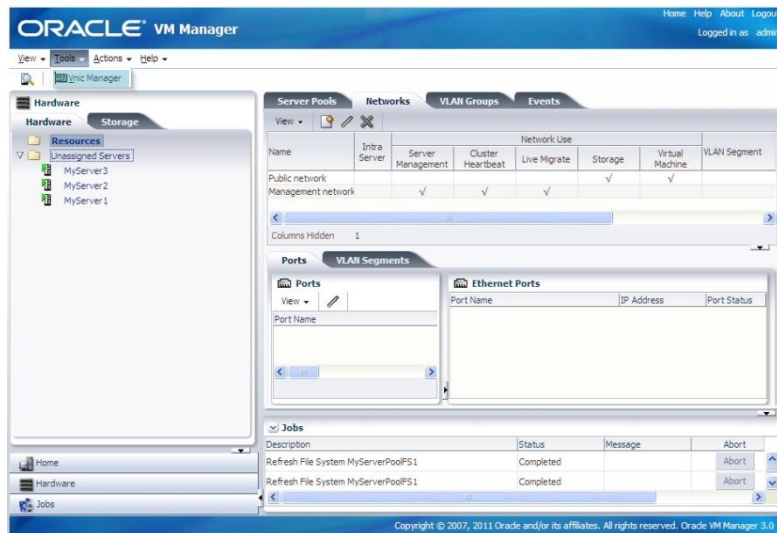 Home Help About Logou
ORACLE VM Manager
Logged in as admi
View Tools Actions Help
Vnic Manager
Hardware
Hardware Storage
Resources
Unassigned Servers
MyServer3
MyServer2
MyServer1
Home
Hardware
Jobs
Server Pools Networks VLAN Groups Events
View
Network Use
Name Intra Server Server Management Cluster Heartbeat Live Migrate Storage Virtual Machine VLAN Segment
Public network √ √
Management network √ √ √
Columns Hidden 1
Ports VLAN Segments
Ports
View
Port Name
Ethernet Ports
Port Name IP Address Port Status
Jobs
Description Status Message Abort
Refresh File System MyServerPoolFS1 Completed Abort
Refresh File System MyServerPoolFS1 Completed Abort
Copyright © 2007, 2011 Oracle and/or its affiliates. All rights reserved. Oracle VM Manager 3.0